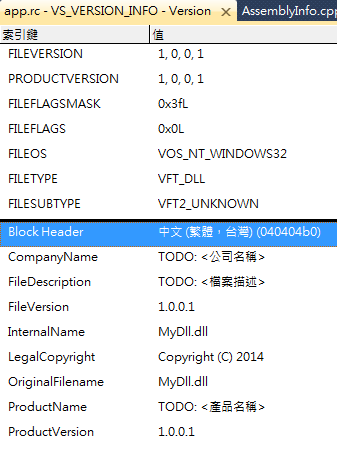 app.rc - VS_VERSION_INFO - Version × AssemblyInfo.cpp
索引鍵 值
FILEVERSION 1, 0, 0, 1
PRODUCTVERSION 1, 0, 0, 1
FILEFLAGSMASK 0x3fL
FILEFLAGS 0x0L
FILEOS VOS_NT_WINDOWS32
FILETYPE VFT_DLL
FILESUBTYPE VFT2_UNKNOWN
Block Header 中文 (繁體，台灣) (040404b0)
CompanyName TODO: <公司名稱>
FileDescription TODO: <檔案描述>
FileVersion 1.0.0.1
InternalName MyDll.dll
LegalCopyright Copyright (C) 2014
OriginalFilename MyDll.dll
ProductName TODO: <產品名稱>
ProductVersion 1.0.0.1